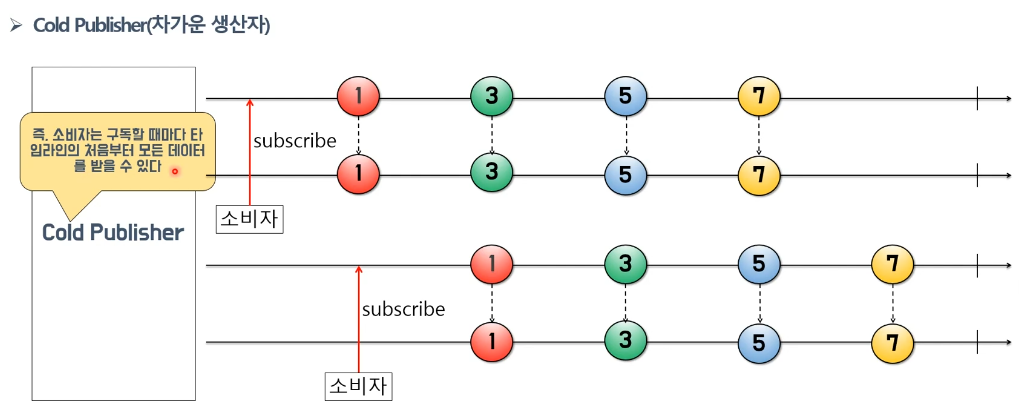 ➢ Cold Publisher(차가운 생산자)
즉, 소비자는 구독할 때마다 타
임라인의 처음부터 모든 데이터
를 받을 수 있다
Cold Publisher
1 3 5 7
subscribe
1 3 5 7
소비자
1 3 5 7
subscribe
1 3 5 7
소비자